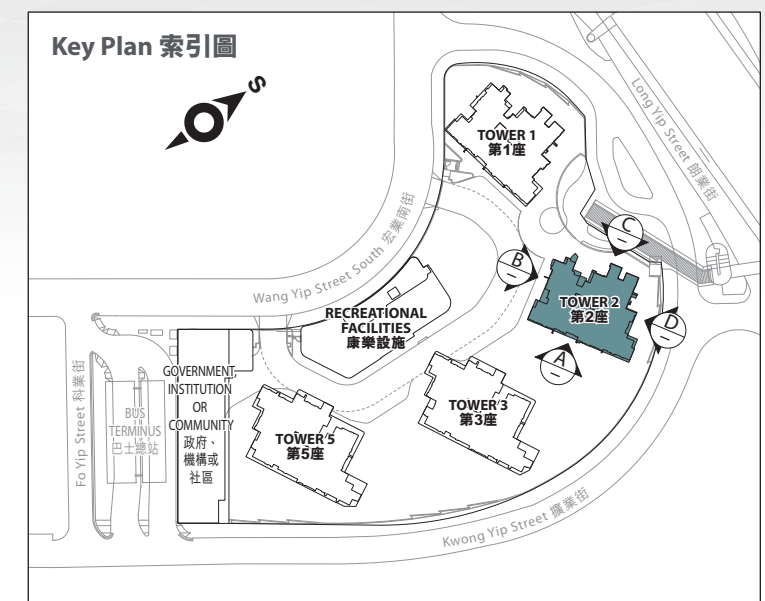 Key Plan 索引圖
S
TOWER 1
第1座
Long Yip Street 朗業街
Wang Yip Street South 宏業南街
C
–
B
–
TOWER 2
第2座
D
–
A
–
RECREATIONAL
FACILITIES
康樂設施
GOVERNMENT,
INSTITUTION
OR
COMMUNITY
政府、
機構或
社區
Fo Yip Street 科業街
BUS
TERMINUS
巴士總站
TOWER 3
第3座
TOWER 5
第5座
Kwong Yip Street 擴業街